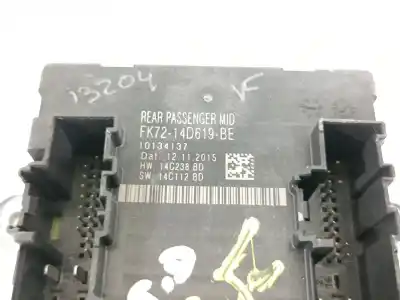 13204 VF
REAR PASSENGER MID
FK72-14D619-BE
10134137
Dat. 12.11.2015
HW 14C238 BD
SW 14C112 BD